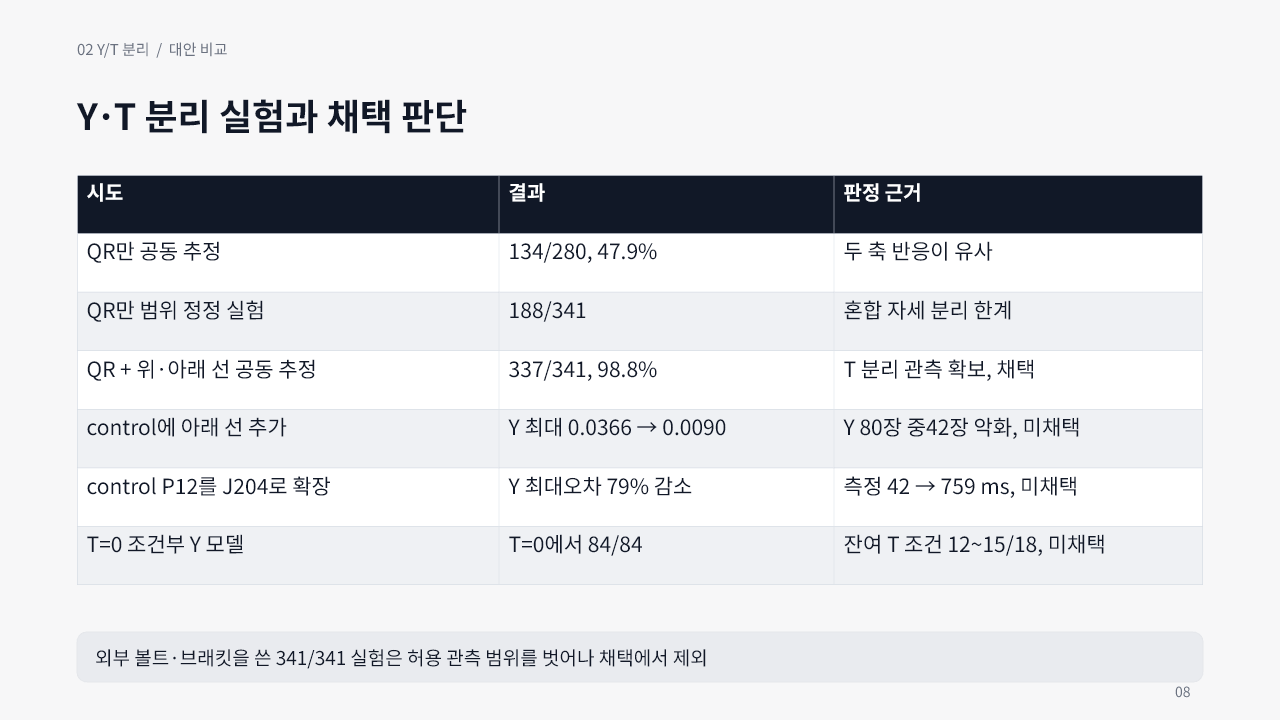 02 Y/T 분리 / 대안 비교
Y·T 분리 실험과 채택 판단
시도 결과 판정 근거
QR만 공동 추정 134/280, 47.9% 두 축 반응이 유사
QR만 범위 정정 실험 188/341 혼합 자세 분리 한계
QR + 위·아래 선 공동 추정 337/341, 98.8% T 분리 관측 확보, 채택
control에 아래 선 추가 Y 최대 0.0366 → 0.0090 Y 80장 중42장 악화, 미채택
control P12를 J204로 확장 Y 최대오차 79% 감소 측정 42 → 759 ms, 미채택
T=0 조건부 Y 모델 T=0에서 84/84 잔여 T 조건 12~15/18, 미채택
외부 볼트·브래킷을 쓴 341/341 실험은 허용 관측 범위를 벗어나 채택에서 제외
08